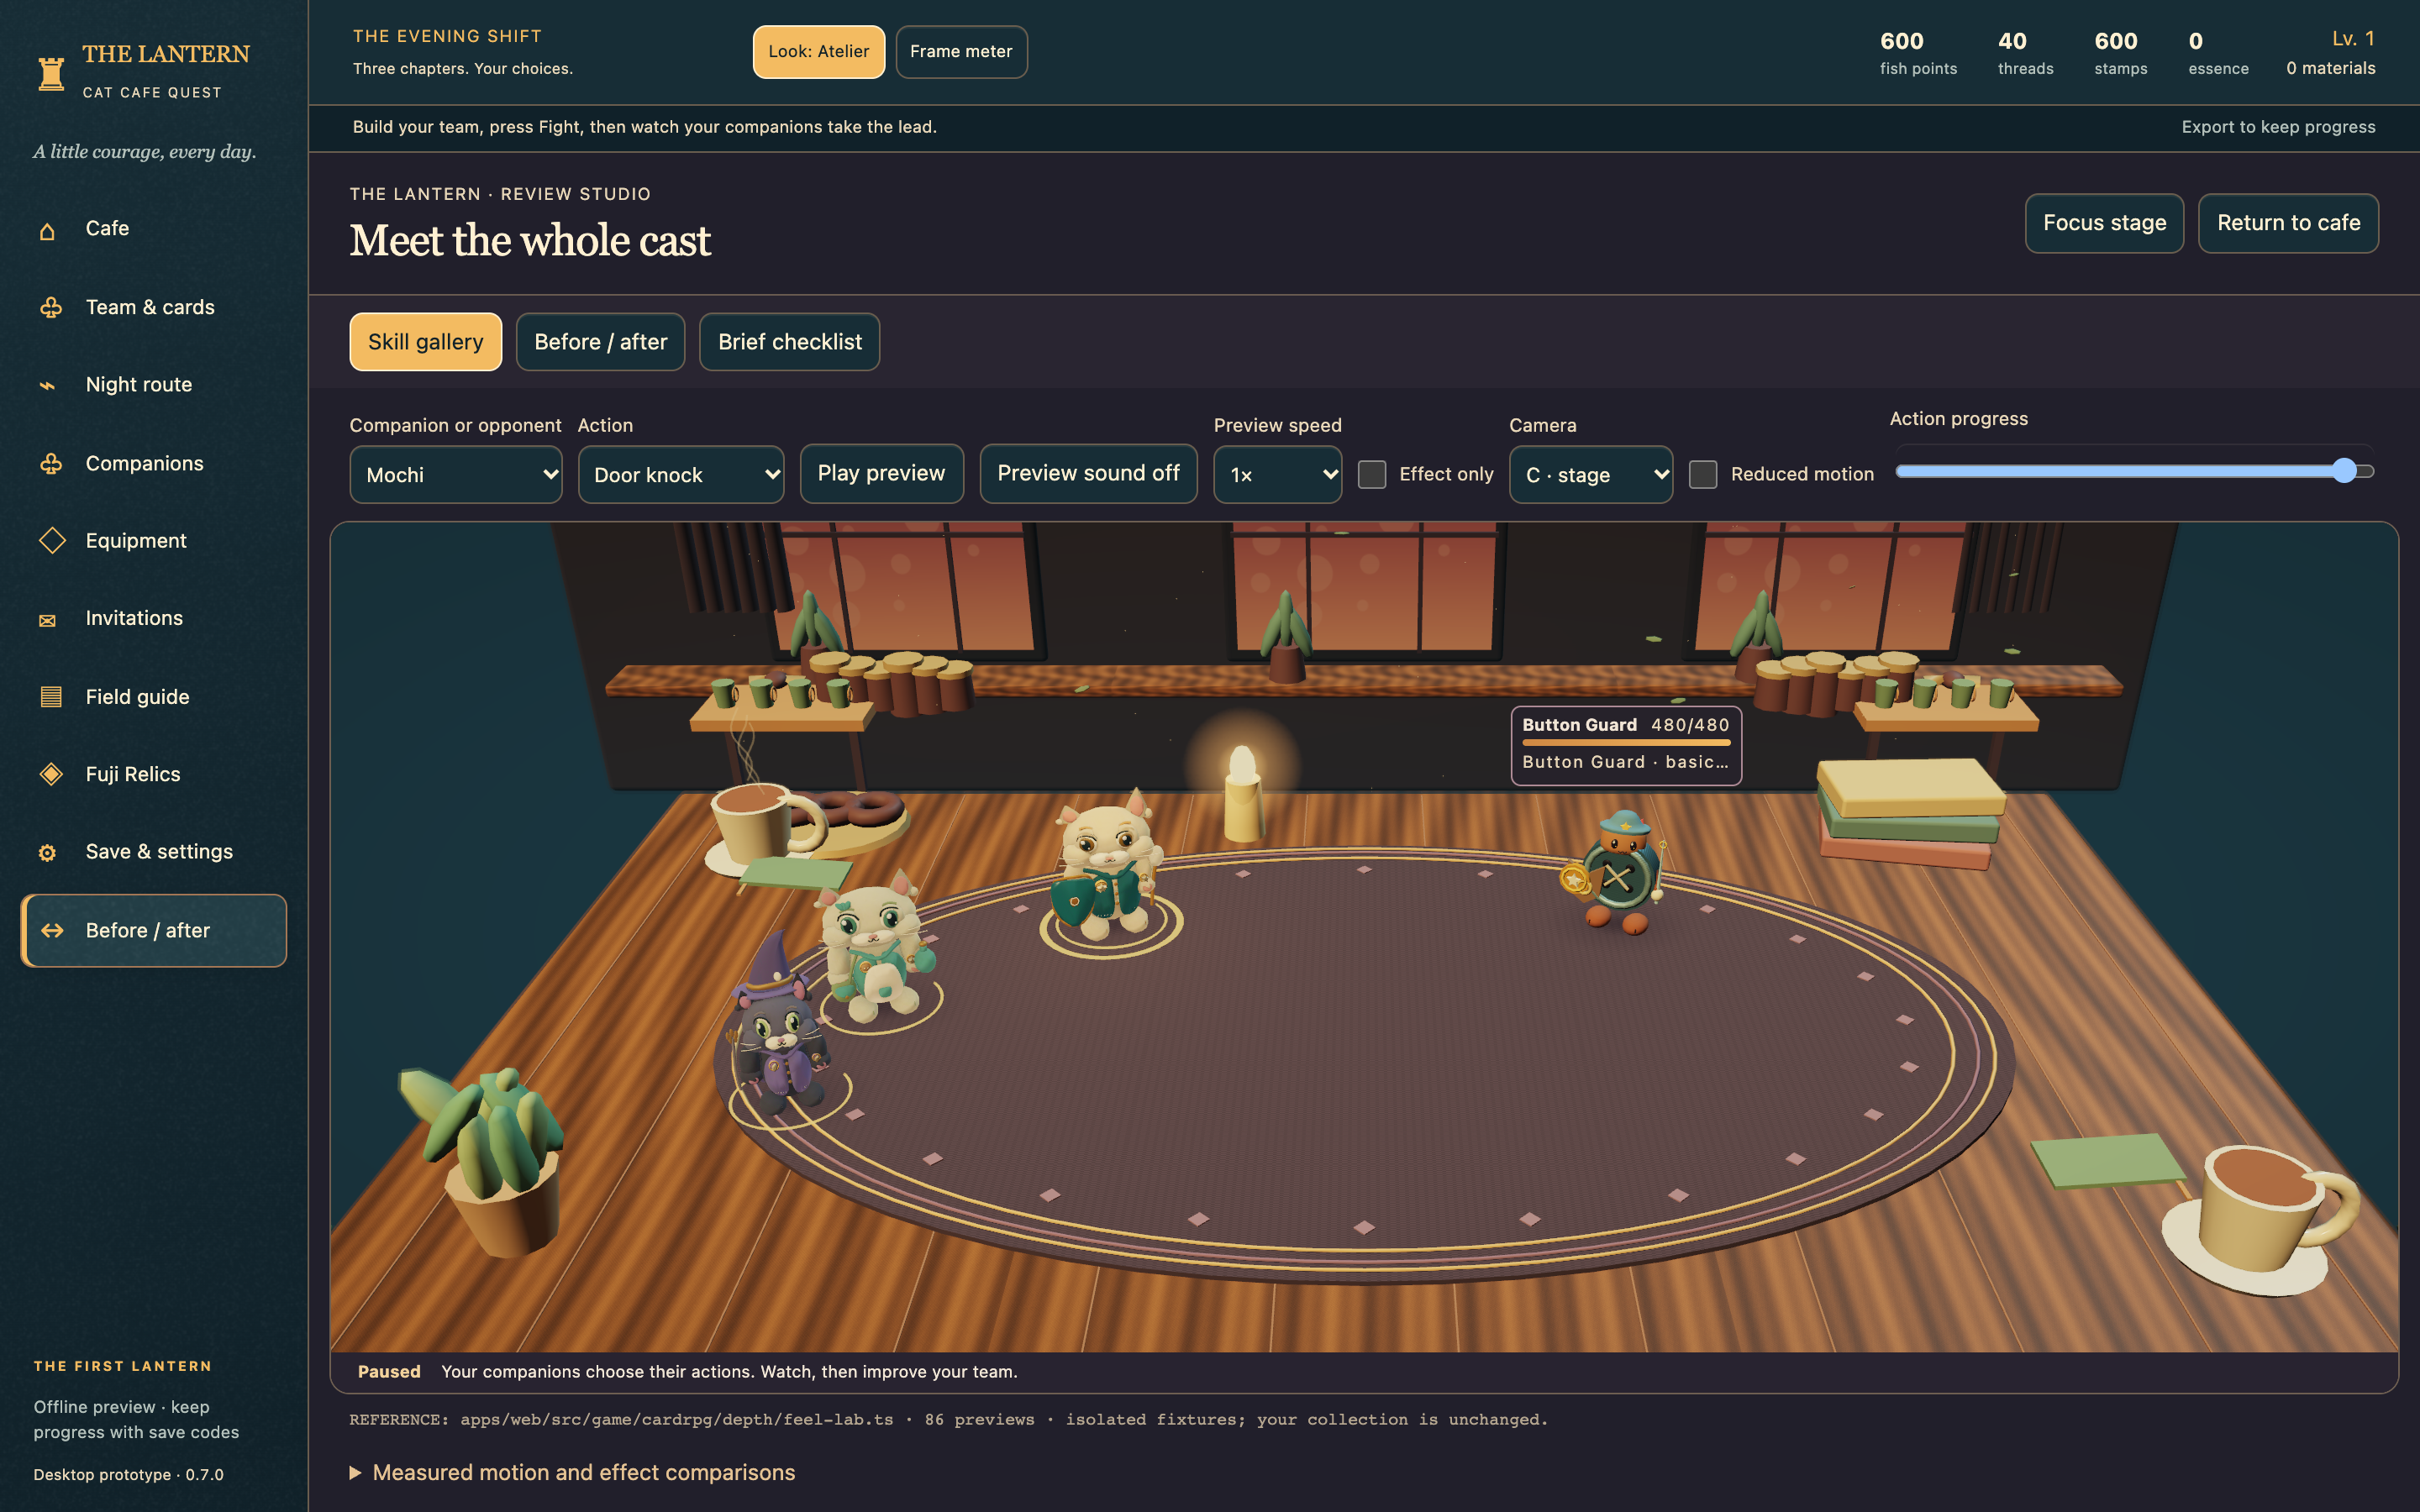 THE LANTERN
CAT CAFE QUEST
A little courage, every day.
Cafe
Team & cards
Night route
Companions
Equipment
Invitations
Field guide
Fuji Relics
Save & settings
Before / after
THE FIRST LANTERN
Offline preview · keep
progress with save codes
Desktop prototype · 0.7.0
THE EVENING SHIFT
Three chapters. Your choices.
Look: Atelier
Frame meter
600
fish points
40
threads
600
stamps
0
essence
Lv. 1
0 materials
Build your team, press Fight, then watch your companions take the lead.
Export to keep progress
THE LANTERN · REVIEW STUDIO
Meet the whole cast
Focus stage
Return to cafe
Skill gallery
Before / after
Brief checklist
Companion or opponent
Mochi
Action
Door knock
Play preview
Preview sound off
Preview speed
1×
Effect only
Camera
C · stage
Reduced motion
Action progress
Button Guard 480/480
Button Guard · basic...
Paused Your companions choose their actions. Watch, then improve your team.
REFERENCE: apps/web/src/game/cardrpg/depth/feel-lab.ts · 86 previews · isolated fixtures; your collection is unchanged.
Measured motion and effect comparisons